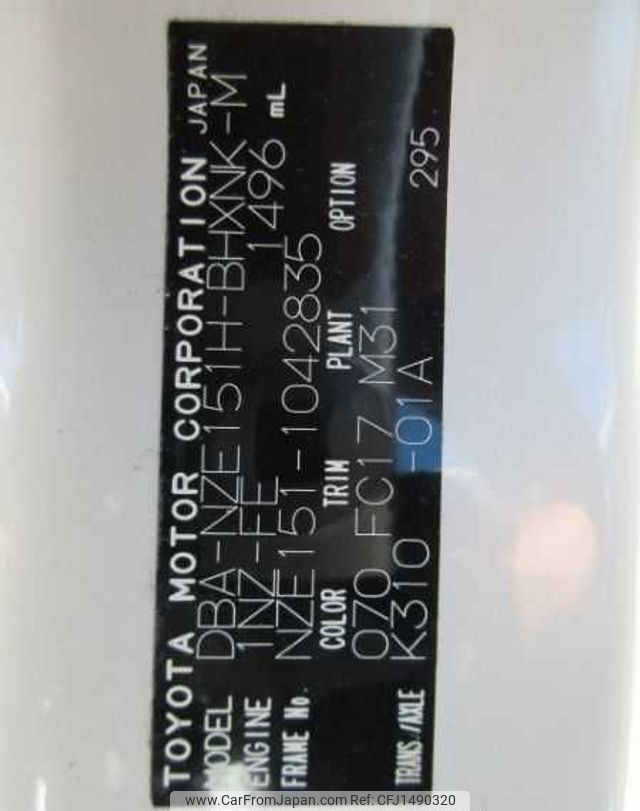 TOYOTA MOTOR CORPORATION JAPAN
MODEL DBA-NZE151H-BHXNK-M
ENGINE 1NZ-FE 1496 mL
FRAME No. NZE151-1042835
COLOR TRIM PLANT OPTION
070 FC17 M31
TRANS./AXLE K310 -01A 295
www.CarFromJapan.com - CFJ1490320